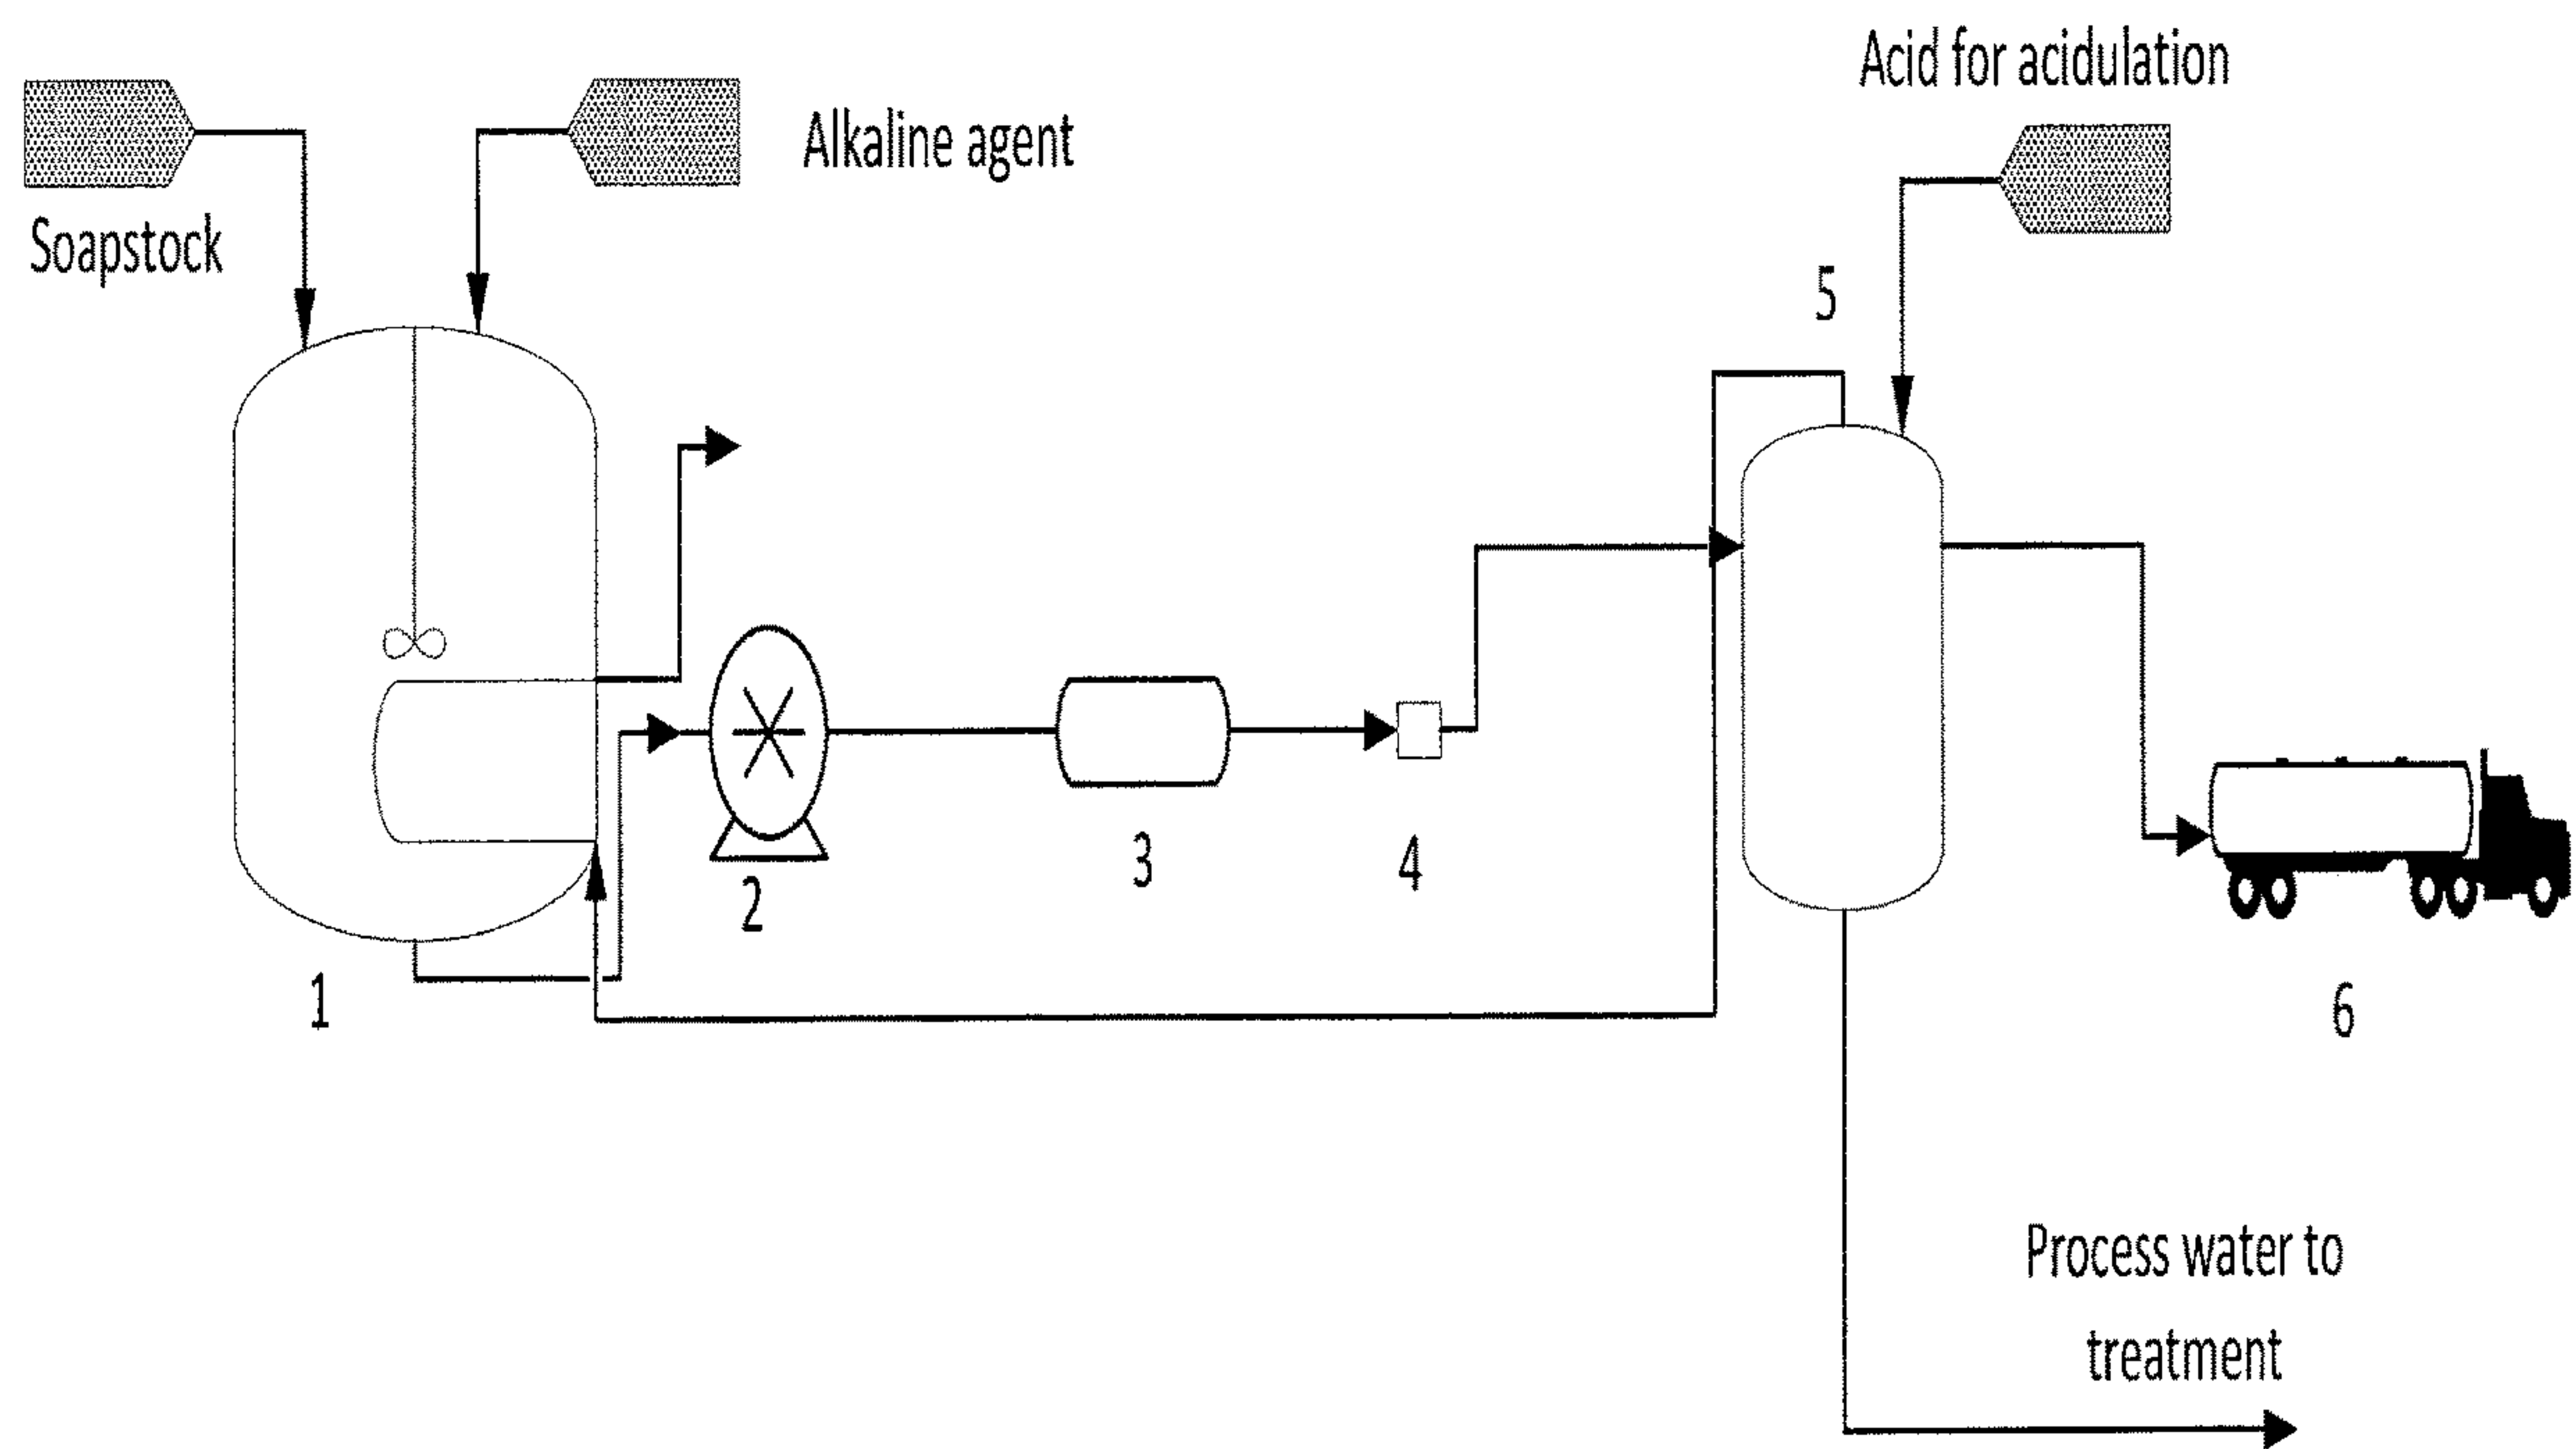 Acid for acidulation
Alkaline agent
Soapstock
5
2
3
4
1
6
Process water to
treatment